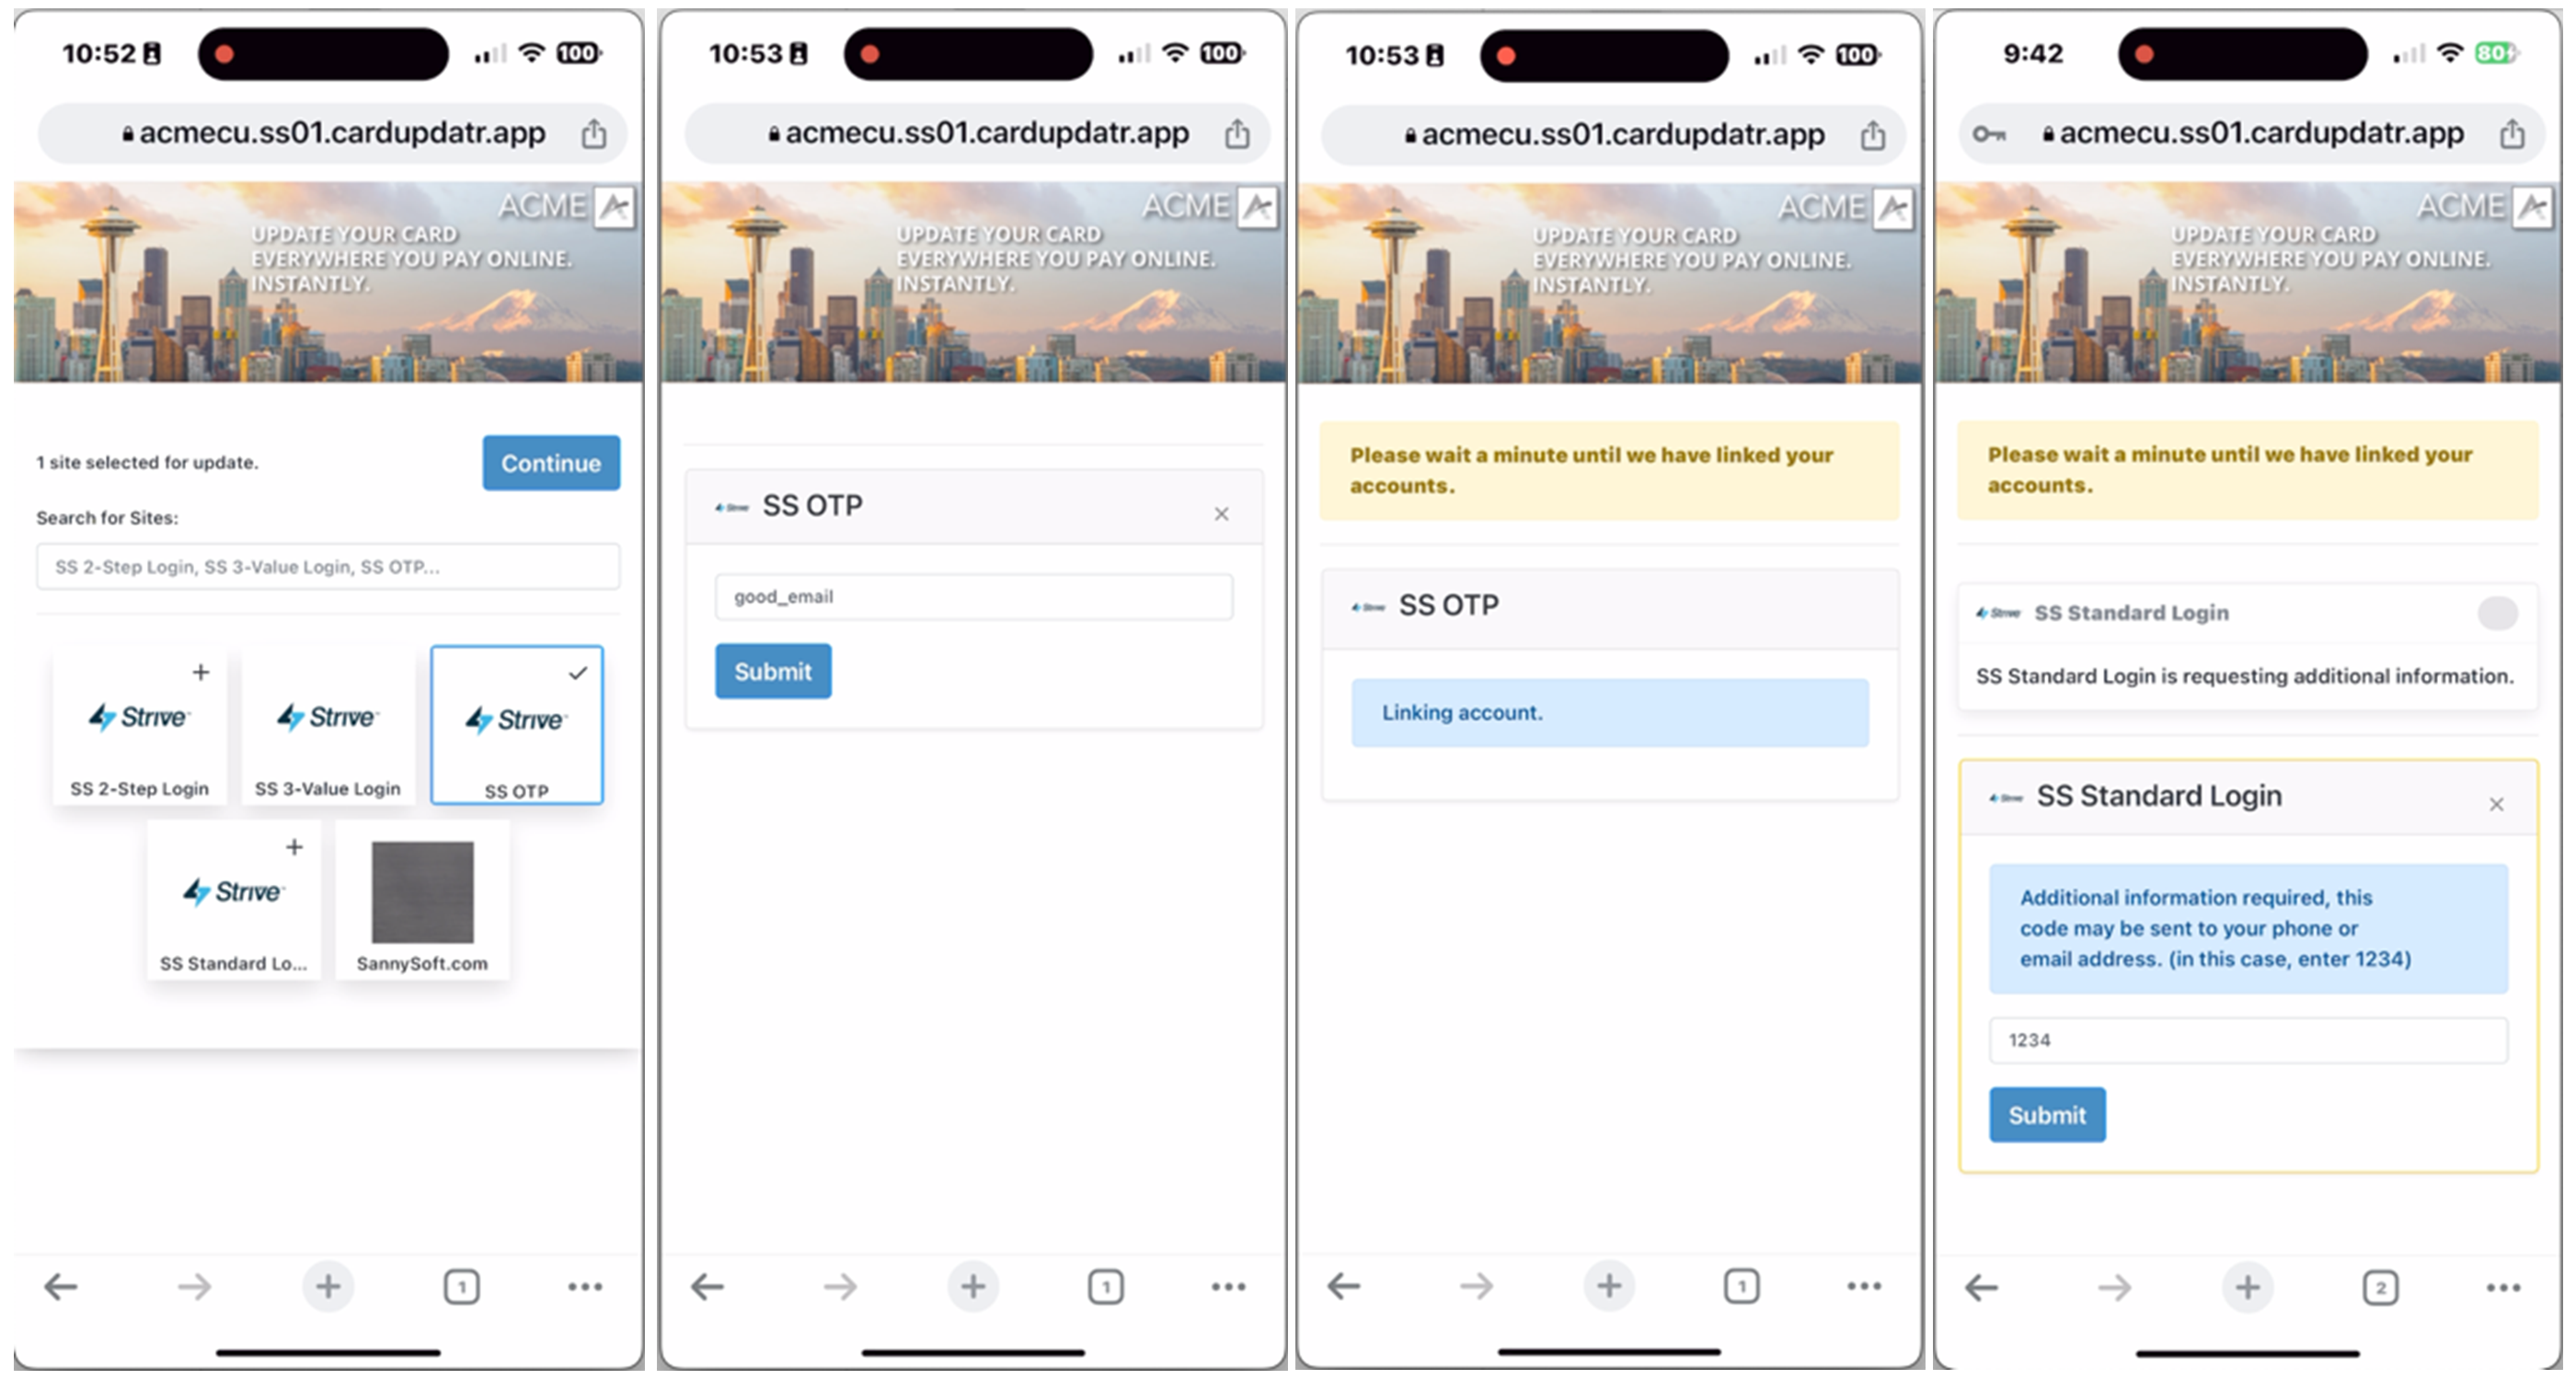 10:52
100
acmecu.ss01.cardupdatr.app
ACME
UPDATE YOUR CARD
EVERYWHERE YOU PAY ONLINE.
INSTANTLY.
1 site selected for update.
Continue
Search for Sites:
SS 2-Step Login, SS 3-Value Login, SS OTP...
Strive
SS 2-Step Login
Strive
SS 3-Value Login
Strive
SS OTP
Strive
SS Standard Lo...
SannySoft.com
1
10:53
100
acmecu.ss01.cardupdatr.app
ACME
UPDATE YOUR CARD
EVERYWHERE YOU PAY ONLINE.
INSTANTLY.
Strive SS OTP
good_email
Submit
1
10:53
100
acmecu.ss01.cardupdatr.app
ACME
UPDATE YOUR CARD
EVERYWHERE YOU PAY ONLINE.
INSTANTLY.
Please wait a minute until we have linked your
accounts.
Strive SS OTP
Linking account.
1
9:42
80
acmecu.ss01.cardupdatr.app
ACME
UPDATE YOUR CARD
EVERYWHERE YOU PAY ONLINE.
INSTANTLY.
Please wait a minute until we have linked your
accounts.
Strive SS Standard Login
SS Standard Login is requesting additional information.
Strive SS Standard Login
Additional information required, this
code may be sent to your phone or
email address. (in this case, enter 1234)
1234
Submit
2